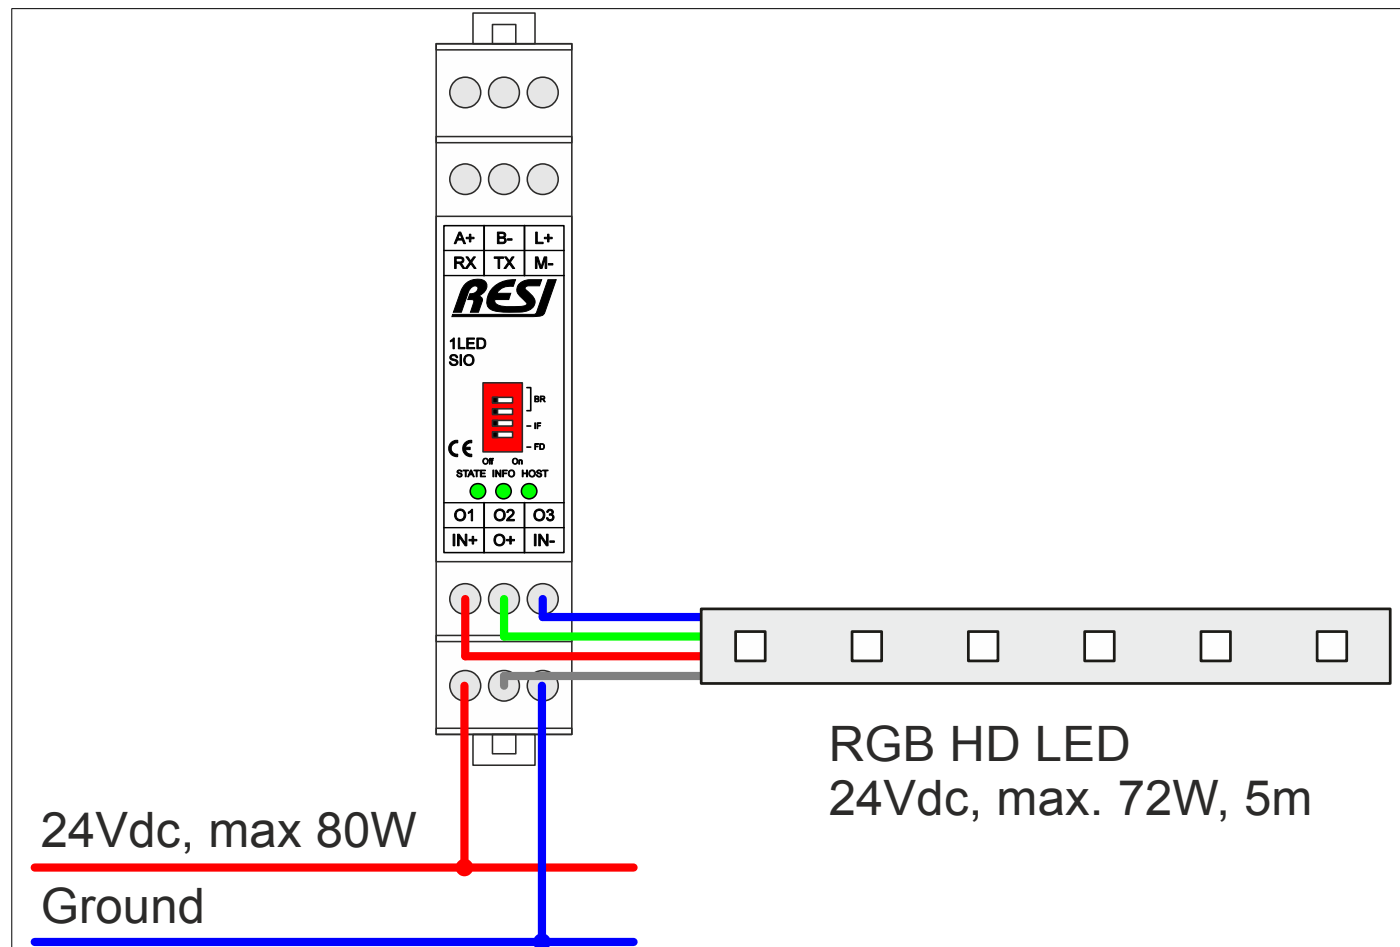 A+ B- L+
RX TX M-
RESI
1LED
SIO
BR
- IF
- FD
CE
Off On
STATE INFO HOST
O1 O2 O3
IN+ O+ IN-
RGB HD LED
24Vdc, max. 72W, 5m
24Vdc, max 80W
Ground